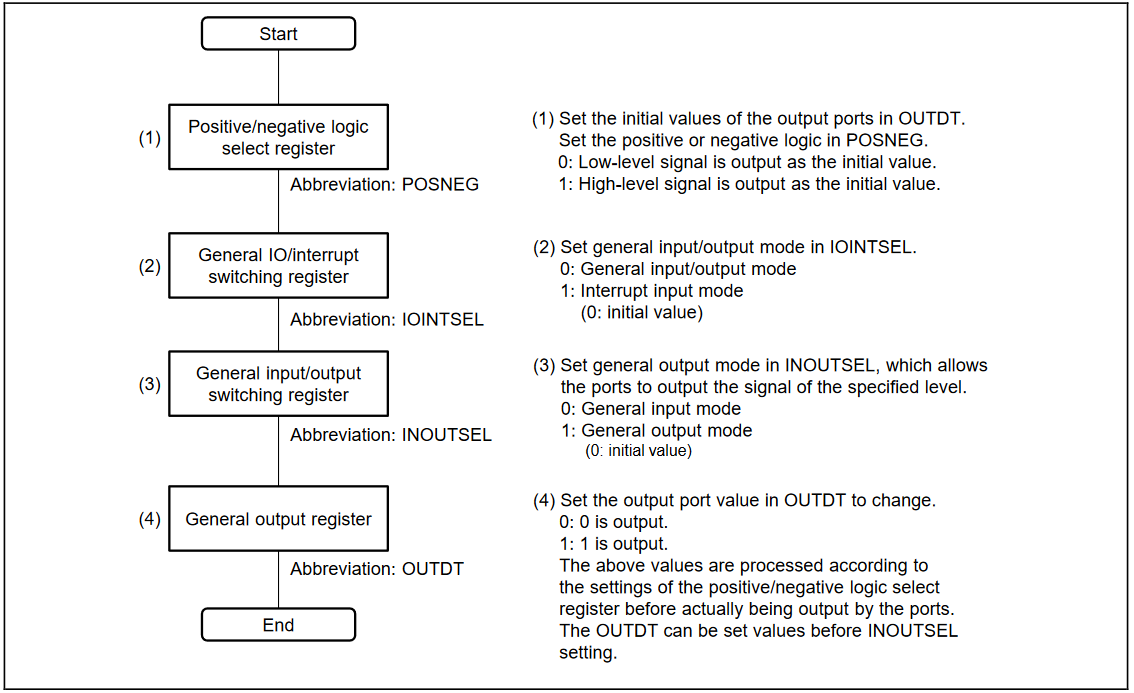 Start
(1)
Positive/negative logic
select register
Abbreviation: POSNEG
(1) Set the initial values of the output ports in OUTDT.
Set the positive or negative logic in POSNEG.
0: Low-level signal is output as the initial value.
1: High-level signal is output as the initial value.
(2)
General IO/interrupt
switching register
Abbreviation: IOINTSEL
(2) Set general input/output mode in IOINTSEL.
0: General input/output mode
1: Interrupt input mode
(0: initial value)
(3)
General input/output
switching register
Abbreviation: INOUTSEL
(3) Set general output mode in INOUTSEL, which allows
the ports to output the signal of the specified level.
0: General input mode
1: General output mode
(0: initial value)
(4)
General output register
Abbreviation: OUTDT
(4) Set the output port value in OUTDT to change.
0: 0 is output.
1: 1 is output.
The above values are processed according to
the settings of the positive/negative logic select
register before actually being output by the ports.
The OUTDT can be set values before INOUTSEL
setting.
End